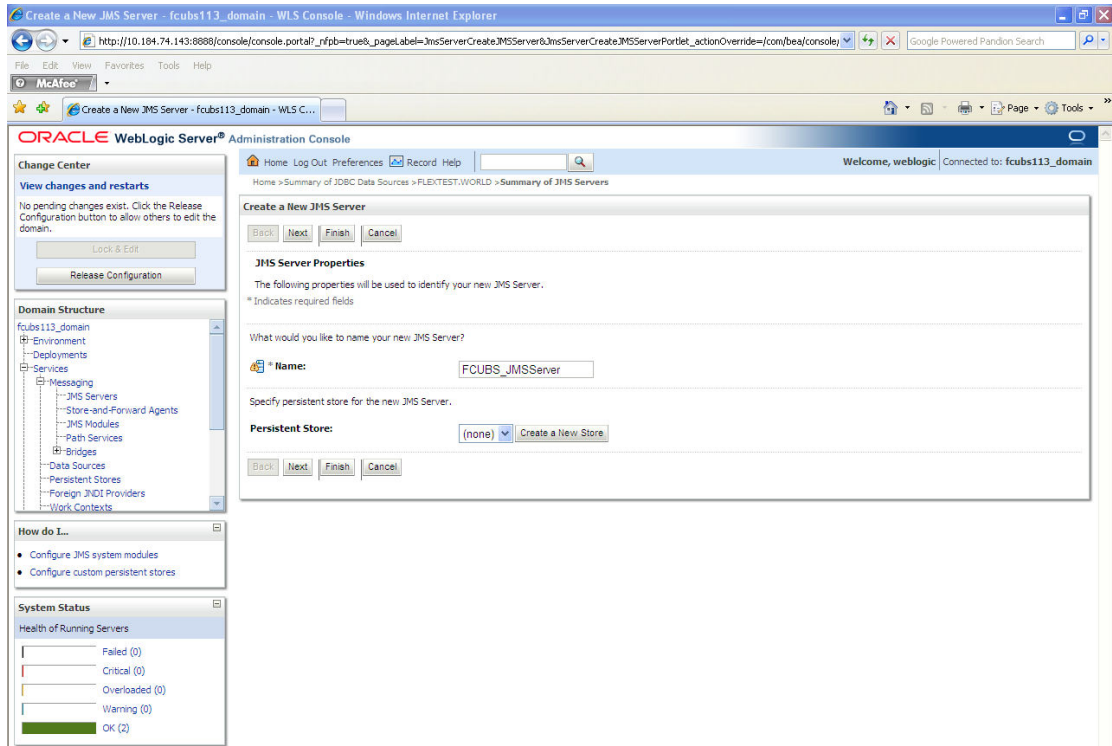 Create a New JMS Server - fcubs113_domain - WLS Console - Windows Internet Explorer
http://10.184.74.143:8888/console/console.portal?_nfpb=true&_pageLabel=JmsServerCreateJMSServer&JmsServerCreateJMSServerPortlet_actionOverride=/com/bea/console/
Google Powered Pandion Search
File Edit View Favorites Tools Help
McAfee
Create a New JMS Server - fcubs113_domain - WLS C...
Page Tools
ORACLE WebLogic Server® Administration Console
Change Center
View changes and restarts
No pending changes exist. Click the Release
Configuration button to allow others to edit the
domain.
Lock & Edit
Release Configuration
Domain Structure
fcubs113_domain
Environment
Deployments
Services
Messaging
JMS Servers
Store-and-Forward Agents
JMS Modules
Path Services
Bridges
Data Sources
Persistent Stores
Foreign JNDI Providers
Work Contexts
How do I...
Configure JMS system modules
Configure custom persistent stores
System Status
Health of Running Servers
Failed (0)
Critical (0)
Overloaded (0)
Warning (0)
OK (2)
Home Log Out Preferences Record Help
Welcome, weblogic Connected to: fcubs113_domain
Home >Summary of JDBC Data Sources >FLEXTEST.WORLD >Summary of JMS Servers
Create a New JMS Server
Back Next Finish Cancel
JMS Server Properties
The following properties will be used to identify your new JMS Server.
* Indicates required fields
What would you like to name your new JMS Server?
* Name: FCUBS_JMSServer
Specify persistent store for the new JMS Server.
Persistent Store: (none) Create a New Store
Back Next Finish Cancel